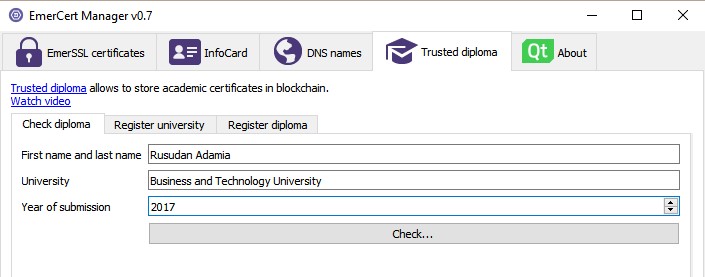 EmerCert Manager v0.7
EmerSSL certificates InfoCard DNS names Trusted diploma Qt About
Trusted diploma allows to store academic certificates in blockchain.
Watch video
Check diploma Register university Register diploma
First name and last name Rusudan Adamia
University Business and Technology University
Year of submission 2017
Check...